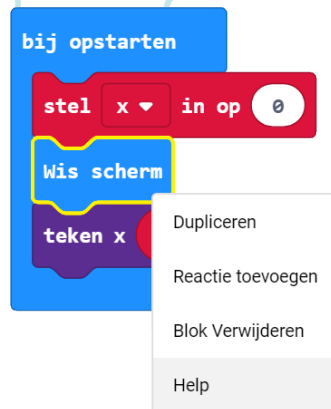 bij opstarten
stel x in op 0
Wis scherm
teken x
Dupliceren
Reactie toevoegen
Blok Verwijderen
Help